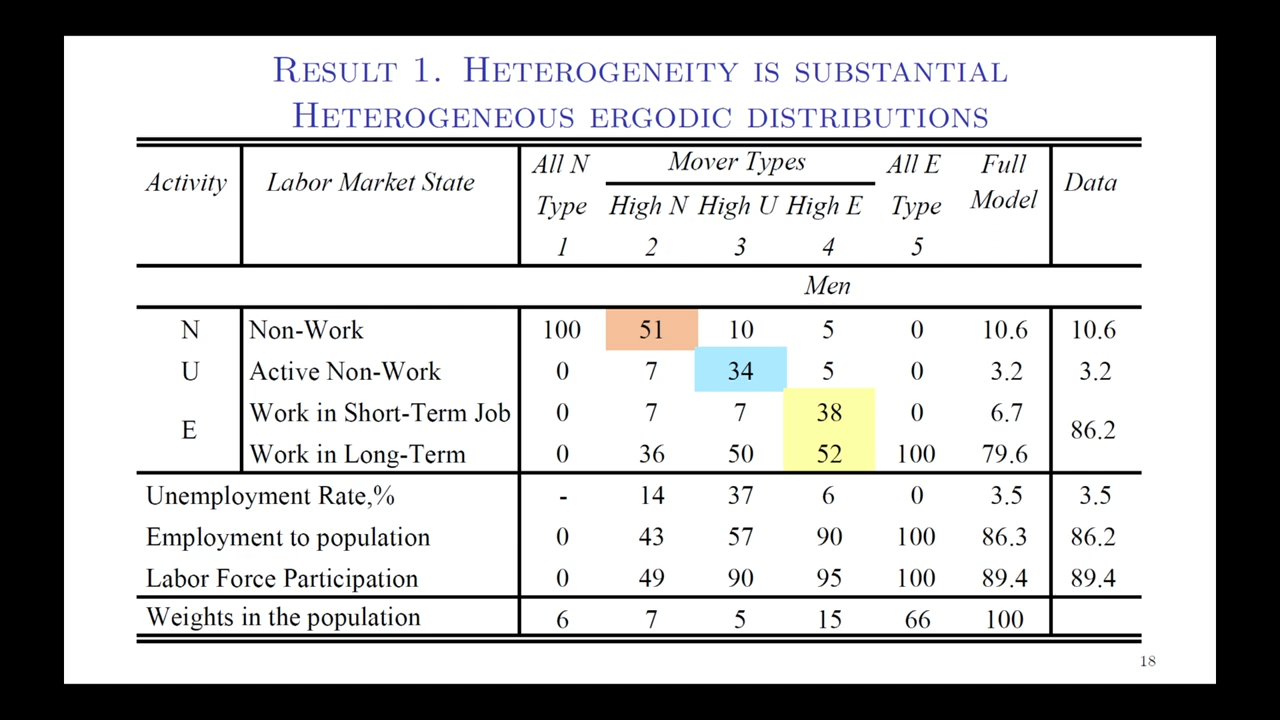 RESULT 1. HETEROGENEITY IS SUBSTANTIAL
HETEROGENEOUS ERGODIC DISTRIBUTIONS
Activity Labor Market State All N Type 1 Mover Types High N 2 High U 3 High E 4 All E Type 5 Full Model Data
Men
N Non-Work 100 51 10 5 0 10.6 10.6
U Active Non-Work 0 7 34 5 0 3.2 3.2
E Work in Short-Term Job 0 7 7 38 0 6.7 86.2
Work in Long-Term 0 36 50 52 100 79.6
Unemployment Rate,% - 14 37 6 0 3.5 3.5
Employment to population 0 43 57 90 100 86.3 86.2
Labor Force Participation 0 49 90 95 100 89.4 89.4
Weights in the population 6 7 5 15 66 100
18